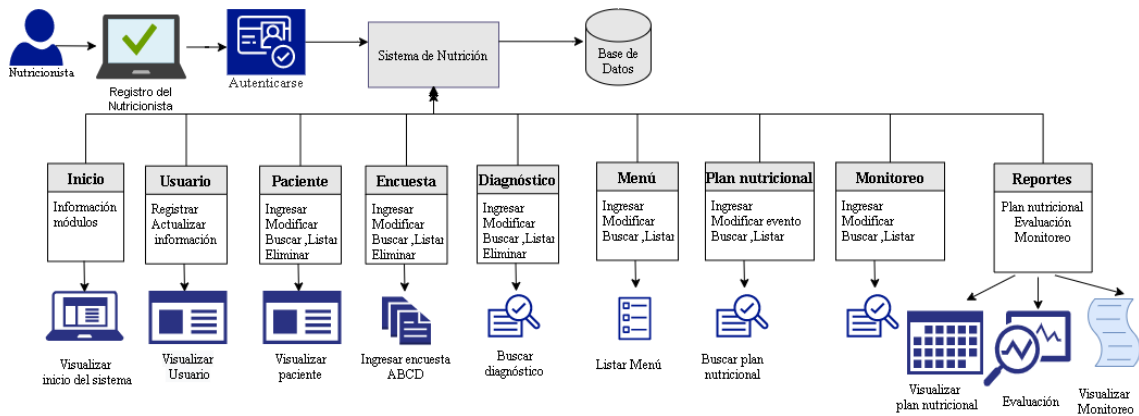 Nutricionista
Registro del
Nutricionista
Autenticarse
Sistema de Nutrición
Base de
Datos
Inicio
Información
módulos
Visualizar
inicio del sistema
Usuario
Registrar
Actualizar
información
Visualizar
Usuario
Paciente
Ingresar
Modificar
Buscar ,Listar
Eliminar
Visualizar
paciente
Encuesta
Ingresar
Modificar
Buscar ,Listar
Eliminar
Ingresar encuesta
ABCD
Diagnóstico
Ingresar
Modificar
Buscar ,Listar
Eliminar
Buscar
diagnóstico
Menú
Ingresar
Modificar
Buscar ,Listar
Listar Menú
Plan nutricional
Ingresar
Modificar evento
Buscar ,Listar
Buscar plan
nutricional
Monitoreo
Ingresar
Modificar
Buscar ,Listar
Reportes
Plan nutricional
Evaluación
Monitoreo
Visualizar
plan nutricional
Evaluación
Visualizar
Monitoreo